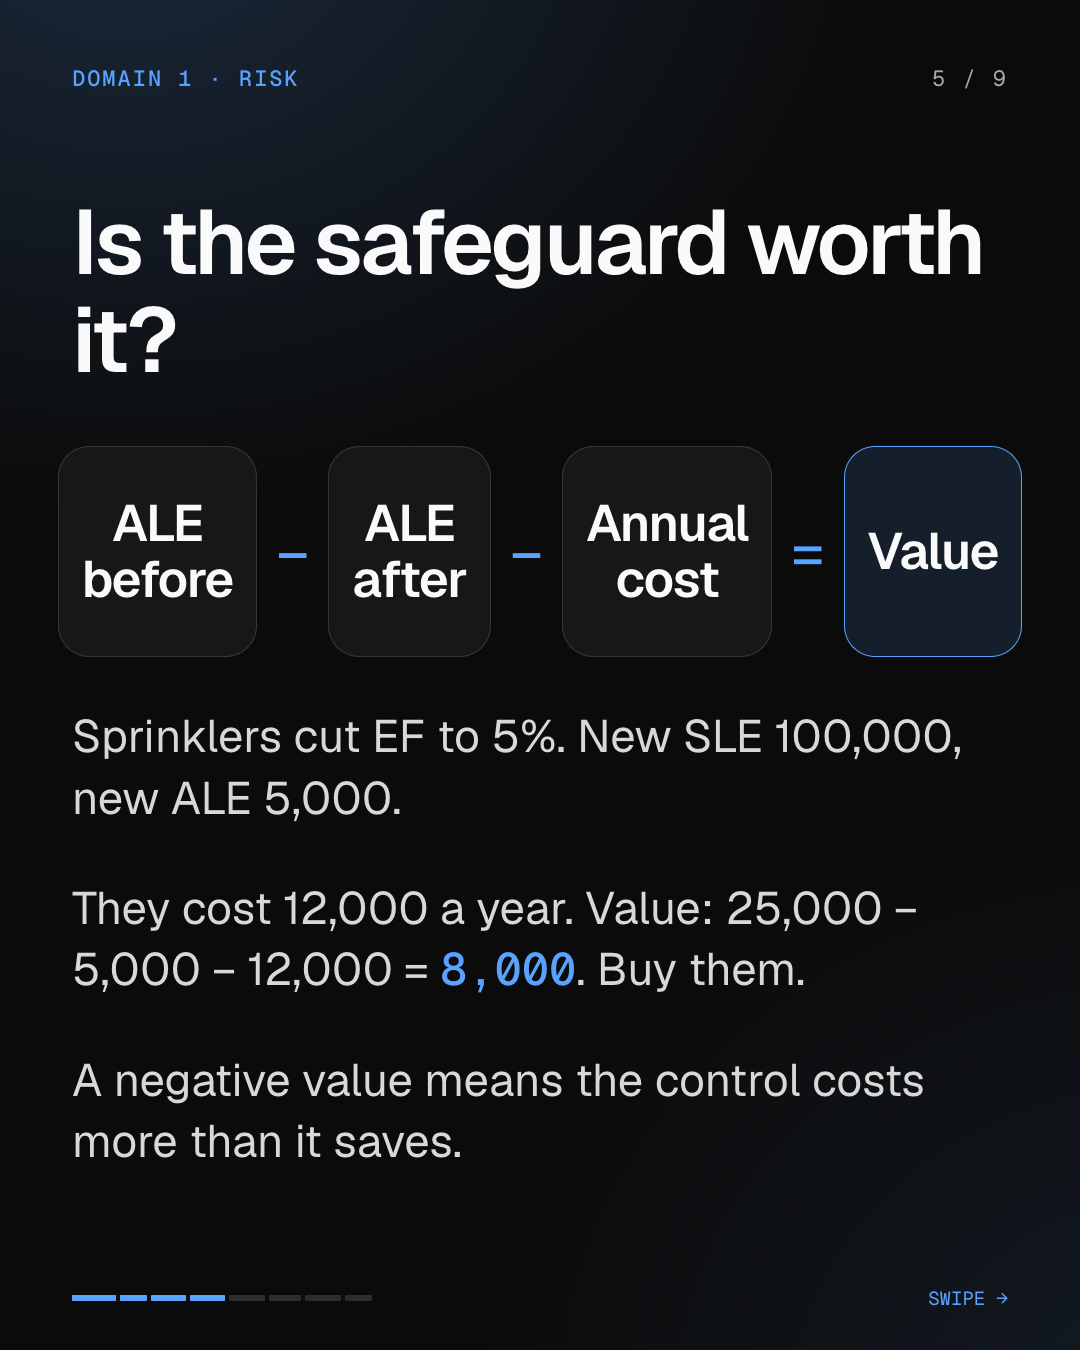 DOMAIN 1 · RISK
5 / 9
Is the safeguard worth
it?
ALE
before
–
ALE
after
–
Annual
cost
=
Value
Sprinklers cut EF to 5%. New SLE 100,000,
new ALE 5,000.
They cost 12,000 a year. Value: 25,000 –
5,000 – 12,000 = 8,000. Buy them.
A negative value means the control costs
more than it saves.
SWIPE →